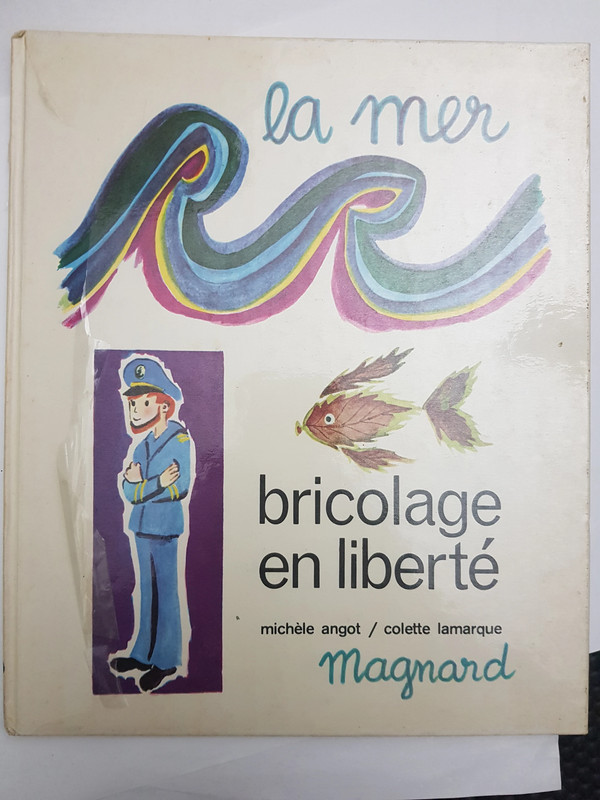 la mer
bricolage
en liberté
michèle angot / colette lamarque
Magnard